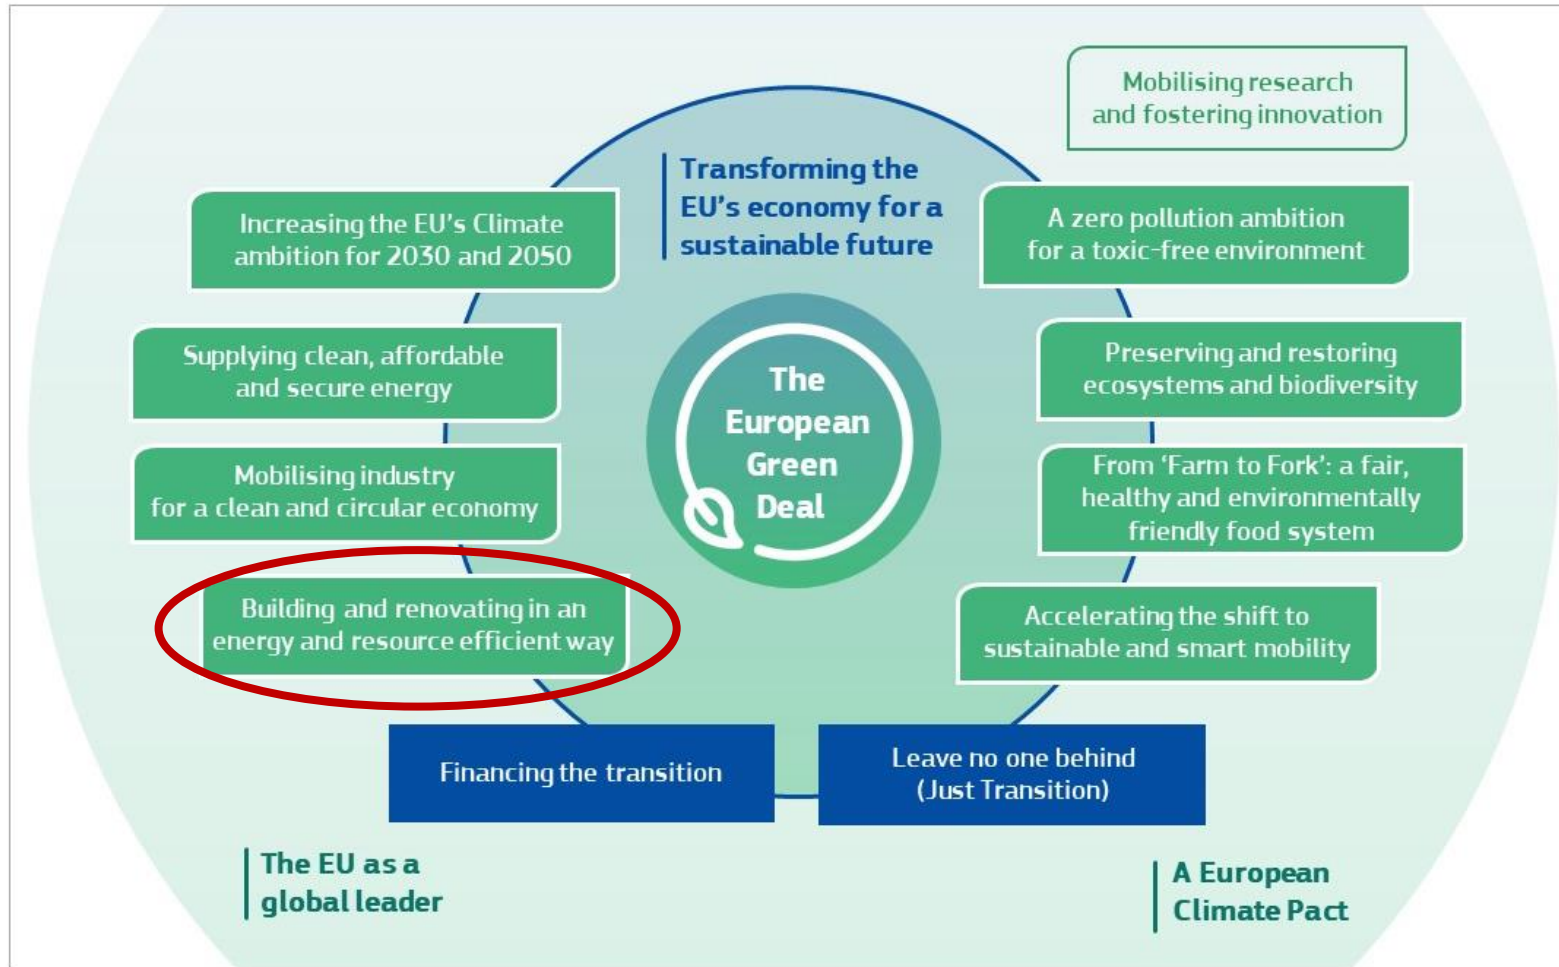 Mobilising research
and fostering innovation
Transforming the
EU's economy for a
sustainable future
Increasing the EU's Climate
ambition for 2030 and 2050
A zero pollution ambition
for a toxic-free environment
Supplying clean, affordable
and secure energy
Preserving and restoring
ecosystems and biodiversity
The
European
Green
Deal
Mobilising industry
for a clean and circular economy
From ‘Farm to Fork’: a fair,
healthy and environmentally
friendly food system
Building and renovating in an
energy and resource efficient way
Accelerating the shift to
sustainable and smart mobility
Financing the transition
Leave no one behind
(Just Transition)
The EU as a
global leader
A European
Climate Pact